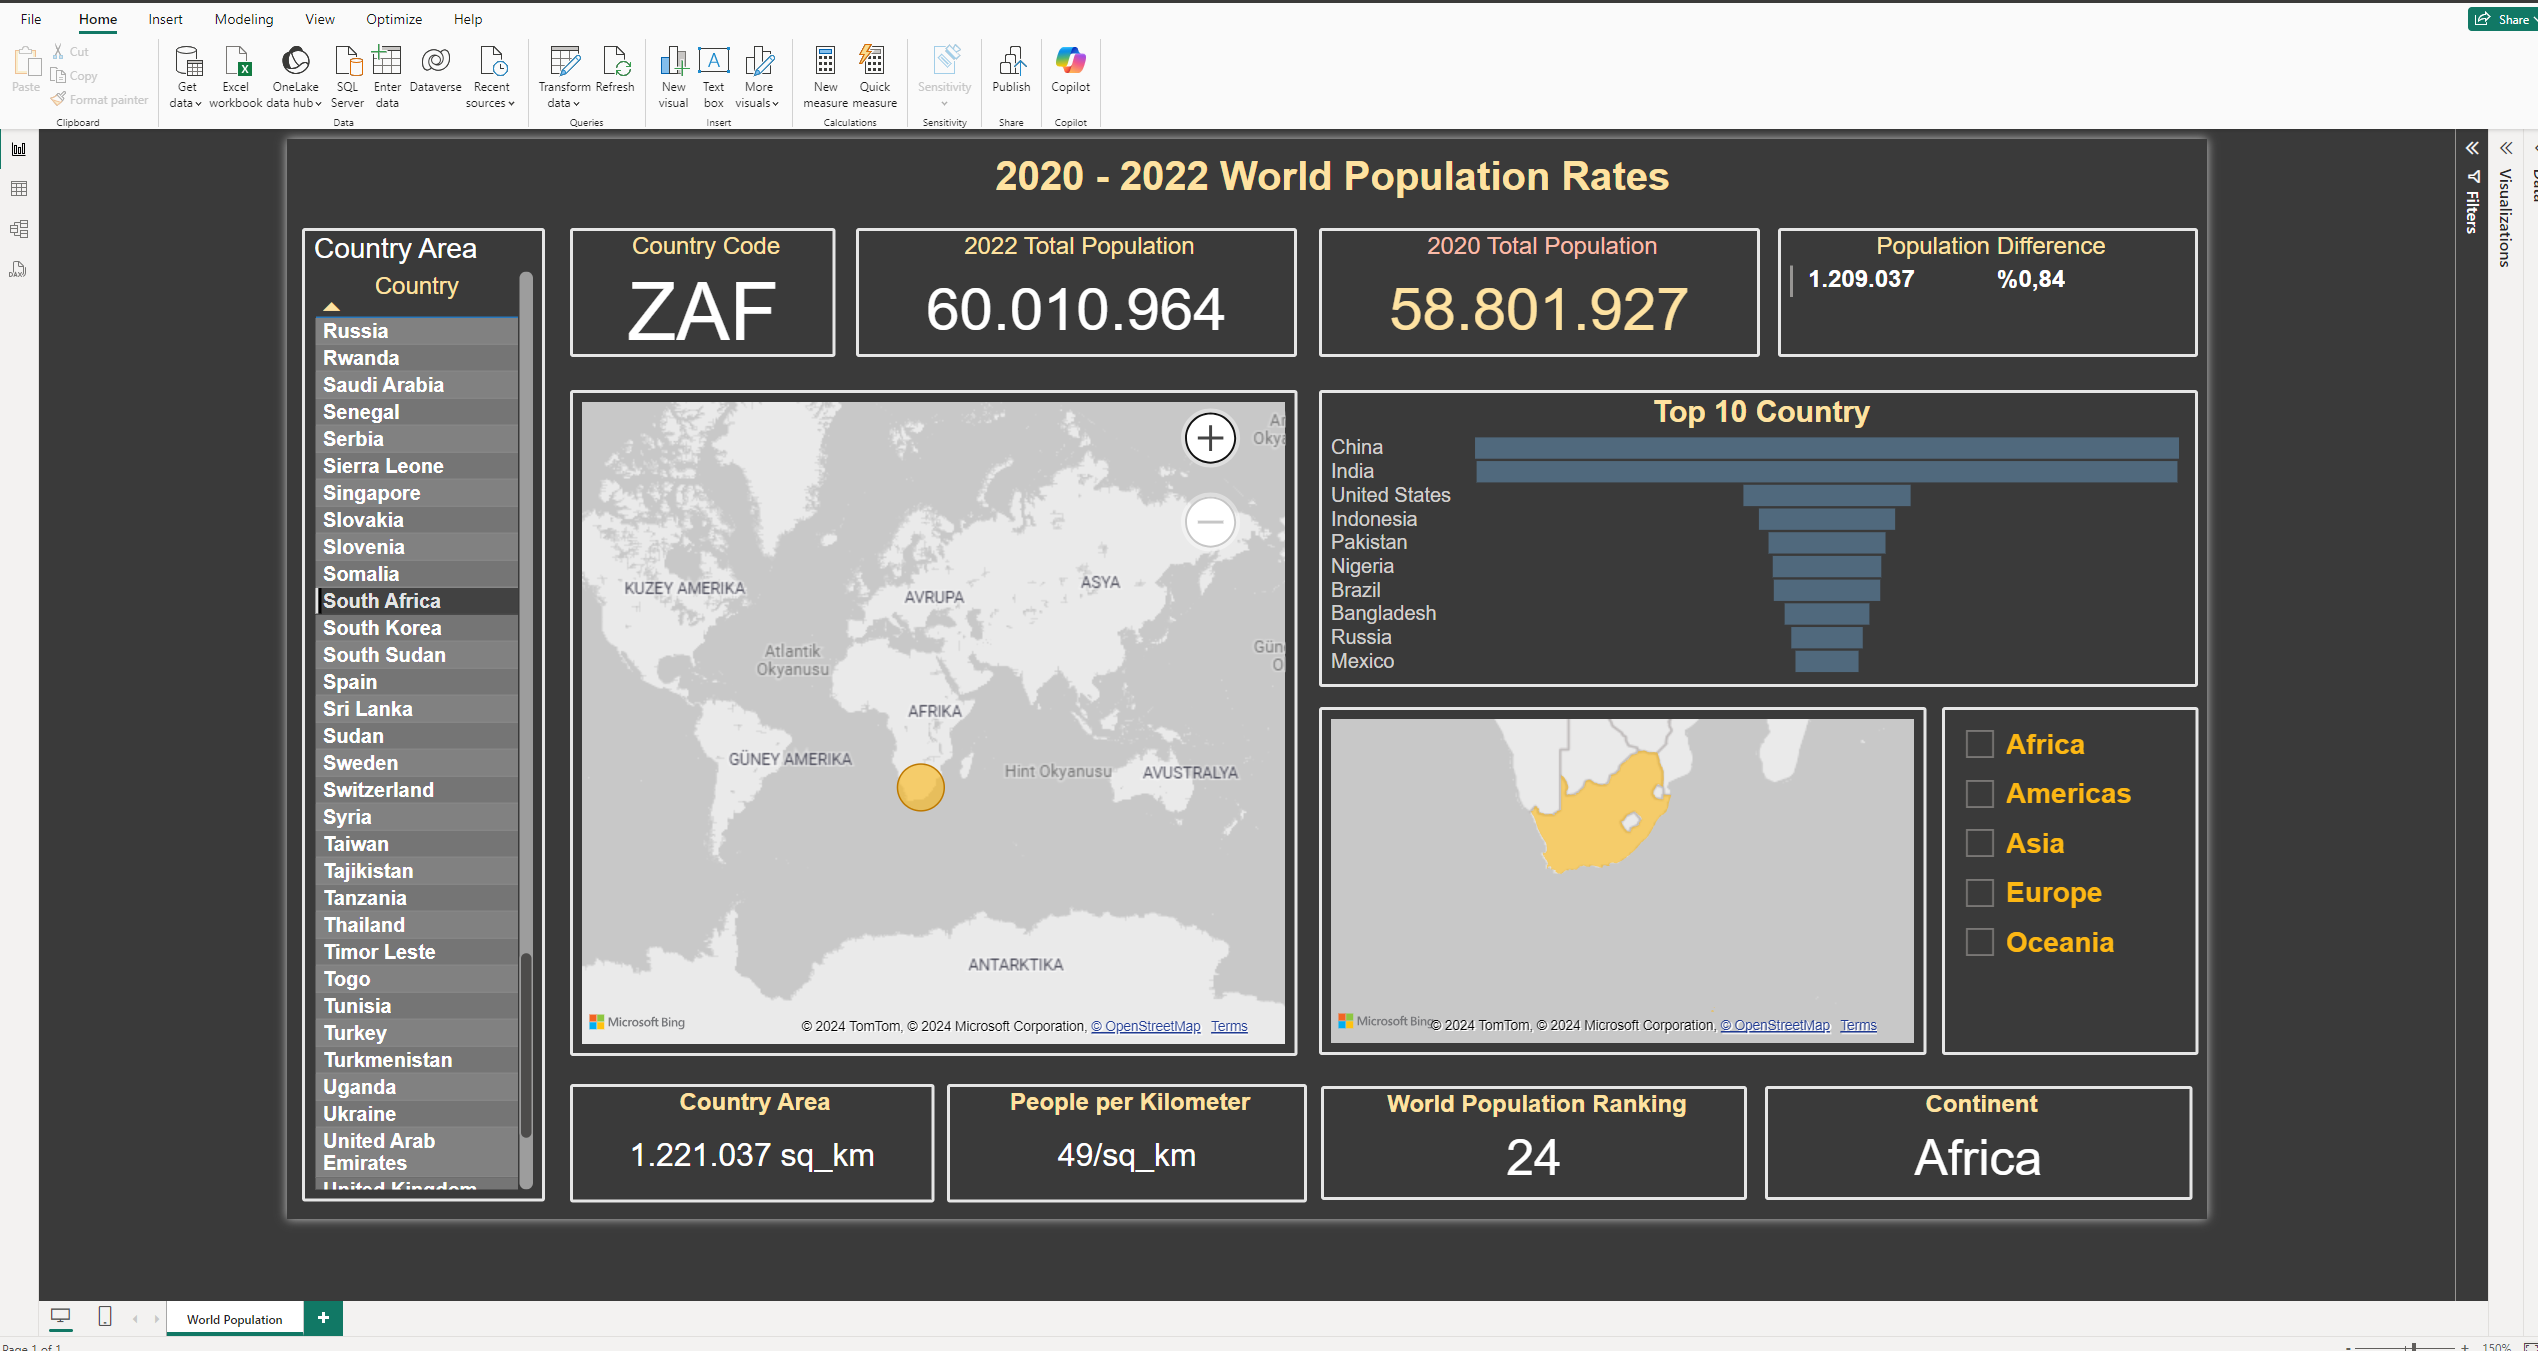 File Home Insert Modeling View Optimize Help
Share
Paste
Cut
Copy
Format painter
Clipboard
Get data
Excel workbook
OneLake data hub
SQL Server
Enter data
Dataverse
Recent sources
Data
Transform data
Refresh
Queries
New visual
Text box
More visuals
Insert
New measure
Quick measure
Calculations
Sensitivity
Sensitivity
Publish
Share
Copilot
Copilot
Filters
Visualizations
2020 - 2022 World Population Rates
Country Area
Country
Russia
Rwanda
Saudi Arabia
Senegal
Serbia
Sierra Leone
Singapore
Slovakia
Slovenia
Somalia
South Africa
South Korea
South Sudan
Spain
Sri Lanka
Sudan
Sweden
Switzerland
Syria
Taiwan
Tajikistan
Tanzania
Thailand
Timor Leste
Togo
Tunisia
Turkey
Turkmenistan
Uganda
Ukraine
United Arab
Emirates
United Kingdom
Country Code
ZAF
2022 Total Population
60.010.964
2020 Total Population
58.801.927
Population Difference
1.209.037 %0,84
KUZEY AMERIKA
AVRUPA
ASYA
Atlantik
Okyanusu
AFRIKA
GÜNEY AMERIKA
Hint Okyanusu
AVUSTRALYA
ANTARKTIKA
Microsoft Bing
© 2024 TomTom, © 2024 Microsoft Corporation, © OpenStreetMap Terms
Top 10 Country
China
India
United States
Indonesia
Pakistan
Nigeria
Brazil
Bangladesh
Russia
Mexico
Microsoft Bing
© 2024 TomTom, © 2024 Microsoft Corporation, © OpenStreetMap Terms
Africa
Americas
Asia
Europe
Oceania
Country Area
1.221.037 sq_km
People per Kilometer
49/sq_km
World Population Ranking
24
Continent
Africa
World Population
Page 1 of 1
150%